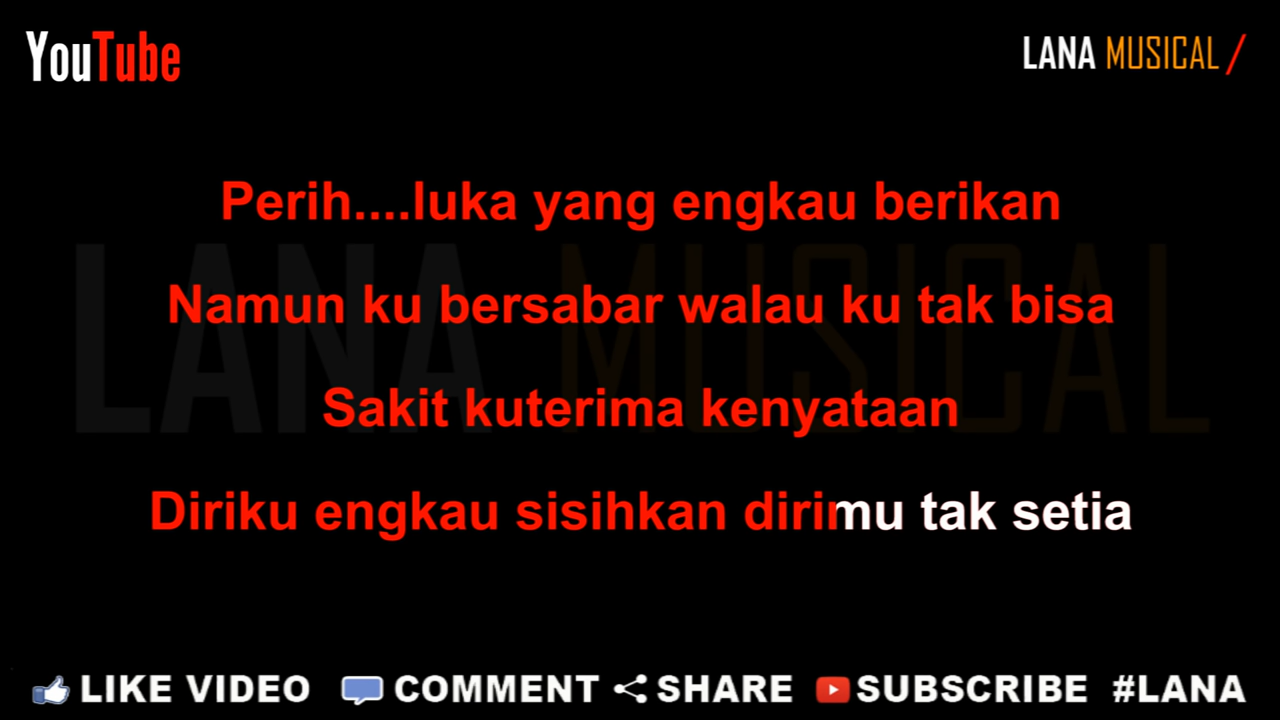 YouTube
LANA MUSICAL/
Perih....luka yang engkau berikan
Namun ku bersabar walau ku tak bisa
Sakit kuterima kenyataan
Diriku engkau sisihkan dirimu tak setia
LANA MUSICAL
LIKE VIDEO COMMENT SHARE SUBSCRIBE #LANA